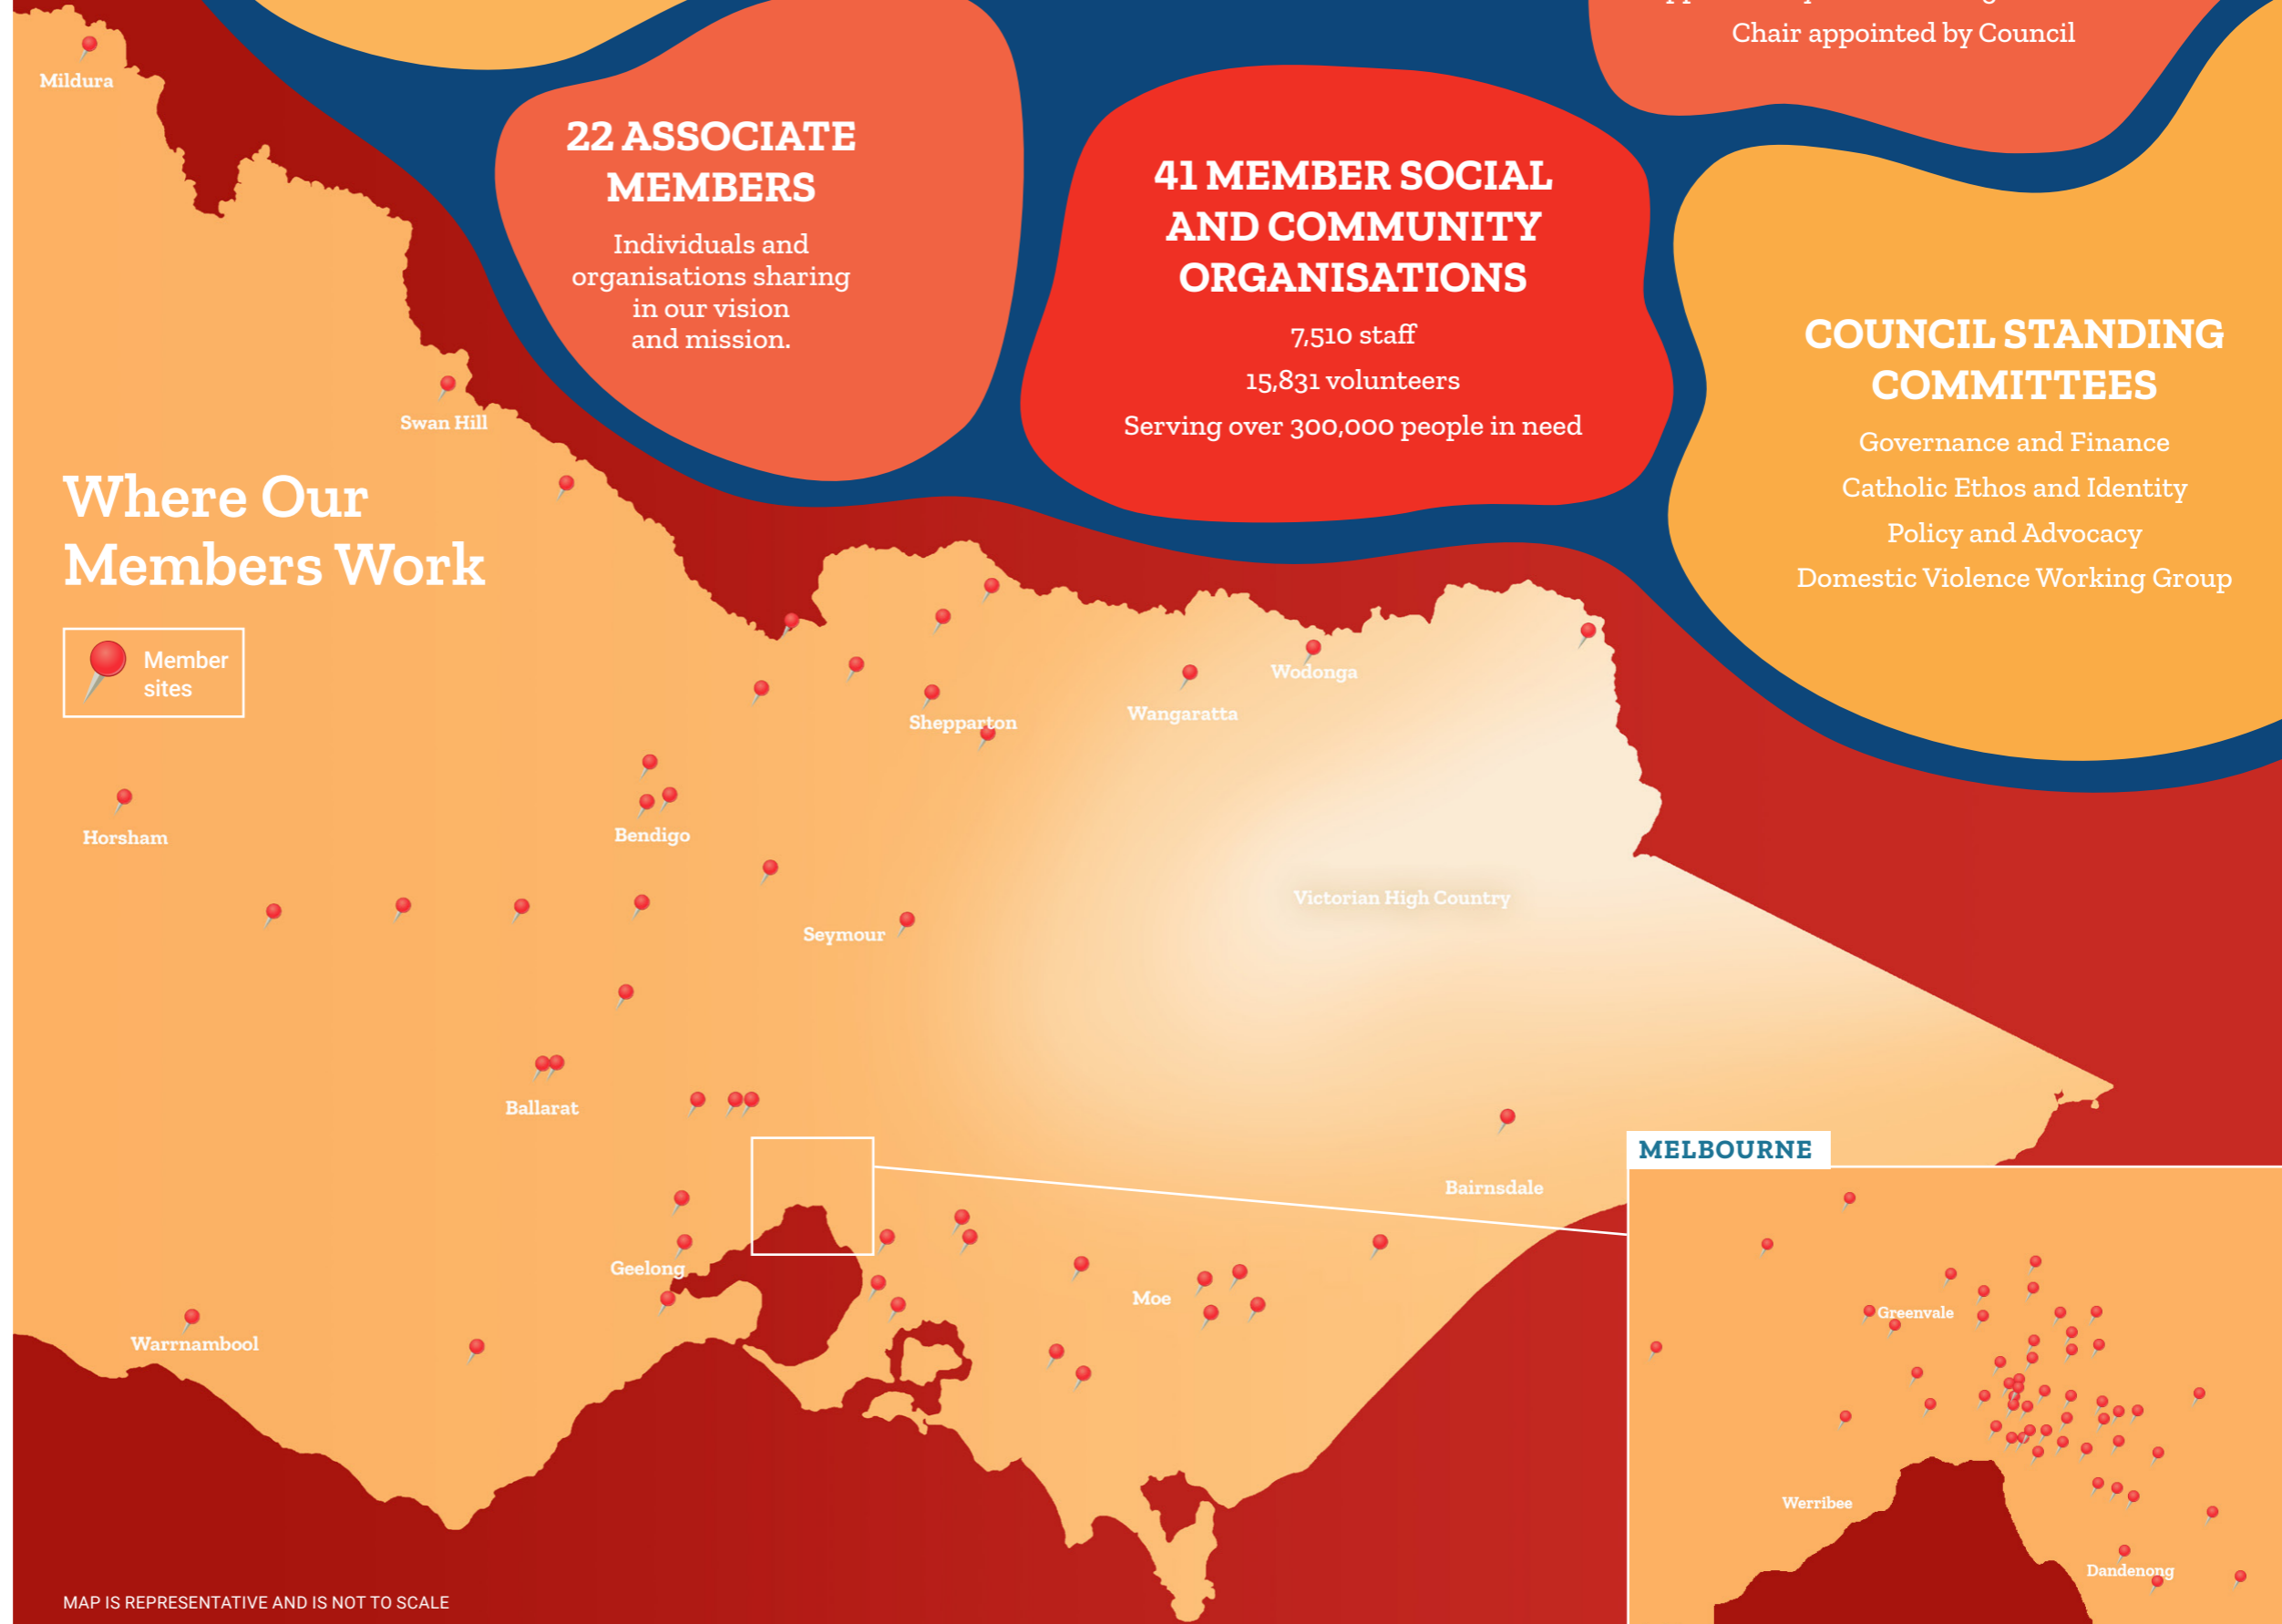 Chair appointed by Council
22 ASSOCIATE
MEMBERS
Individuals and
organisations sharing
in our vision
and mission.
41 MEMBER SOCIAL
AND COMMUNITY
ORGANISATIONS
7,510 staff
15,831 volunteers
Serving over 300,000 people in need
COUNCIL STANDING
COMMITTEES
Governance and Finance
Catholic Ethos and Identity
Policy and Advocacy
Domestic Violence Working Group
Where Our
Members Work
Member
sites
Mildura
Swan Hill
Wodonga
Wangaratta
Shepparton
Horsham
Bendigo
Victorian High Country
Seymour
Ballarat
Bairnsdale
Geelong
Moe
Warrnambool
MELBOURNE
Greenvale
Werribee
Dandenong
MAP IS REPRESENTATIVE AND IS NOT TO SCALE